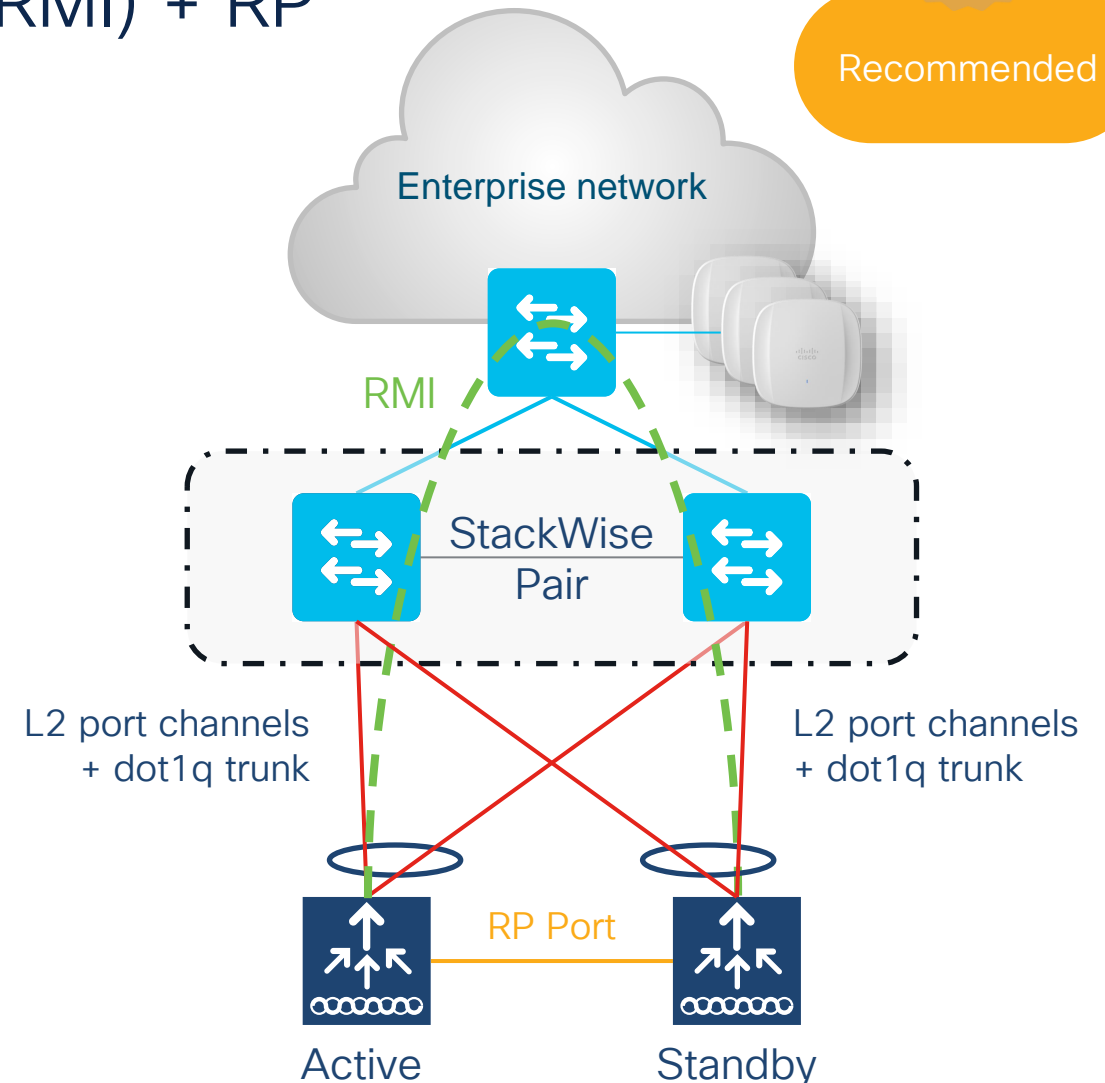 RMI) + RP
Recommended
Enterprise network
RMI
StackWise
Pair
L2 port channels
+ dot1q trunk
L2 port channels
+ dot1q trunk
RP Port
Active
Standby